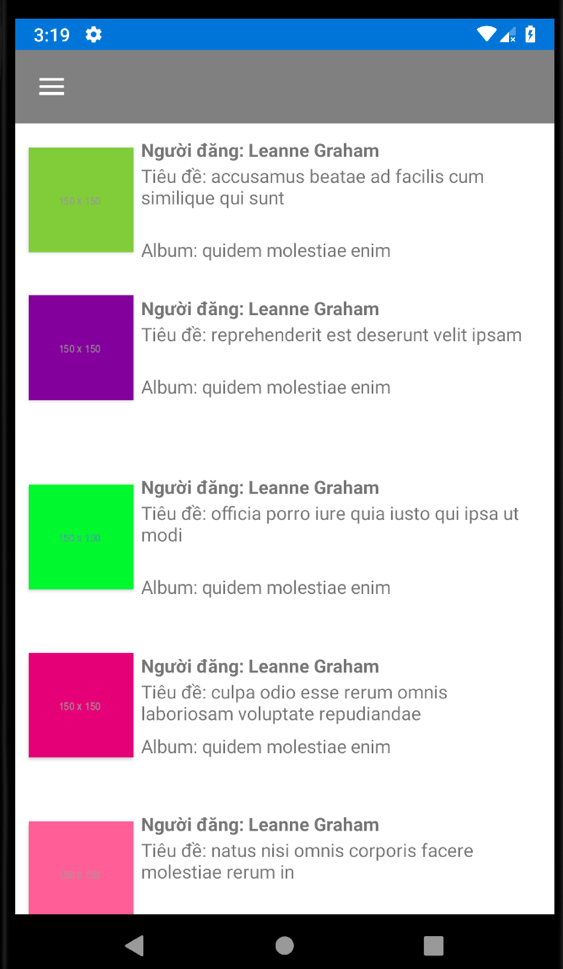 3:19
Người đăng: Leanne Graham
150 x 150
Tiêu đề: accusamus beatae ad facilis cum
similique qui sunt
Album: quidem molestiae enim
Người đăng: Leanne Graham
150 x 150
Tiêu đề: reprehenderit est deserunt velit ipsam
Album: quidem molestiae enim
Người đăng: Leanne Graham
150 x 150
Tiêu đề: officia porro iure quia iusto qui ipsa ut
modi
Album: quidem molestiae enim
Người đăng: Leanne Graham
150 x 150
Tiêu đề: culpa odio esse rerum omnis
laboriosam voluptate repudiandae
Album: quidem molestiae enim
Người đăng: Leanne Graham
150 x 150
Tiêu đề: natus nisi omnis corporis facere
molestiae rerum in